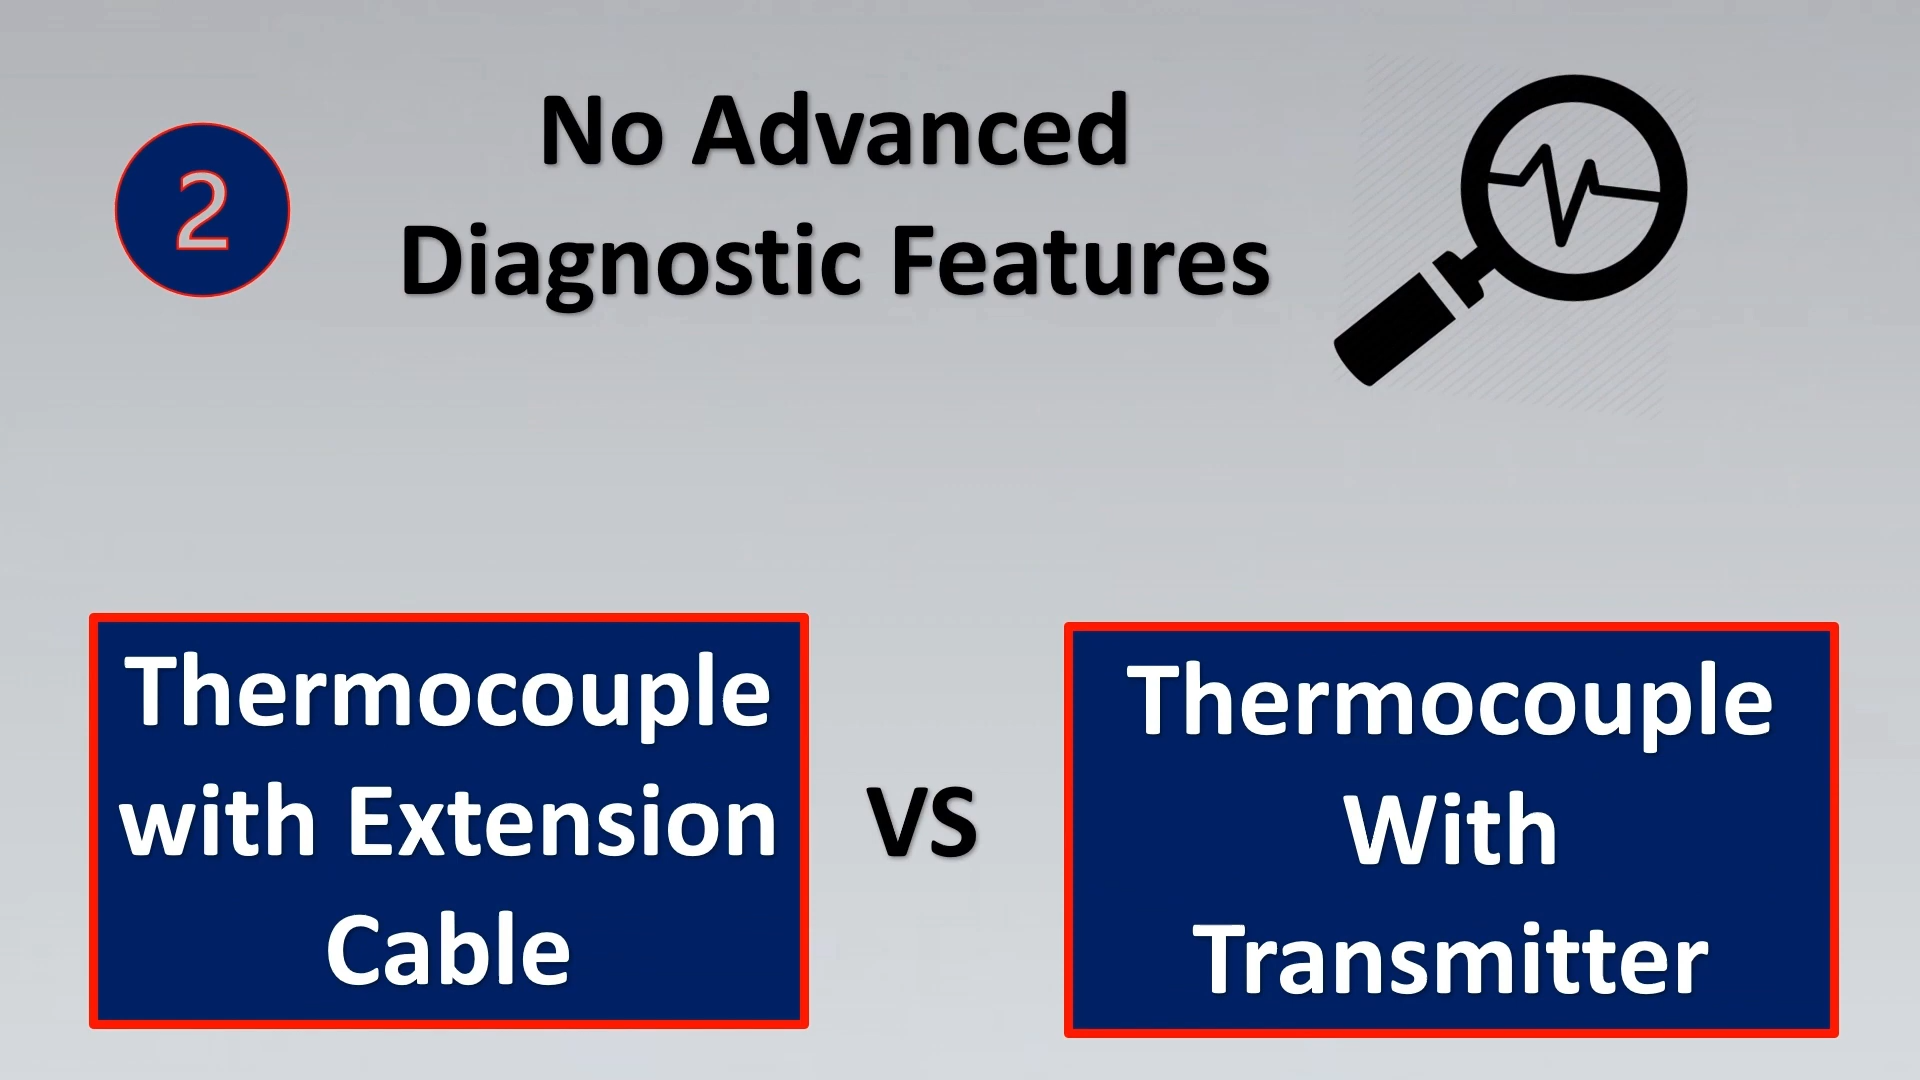 2
No Advanced
Diagnostic Features
Thermocouple
with Extension
Cable
VS
Thermocouple
With
Transmitter